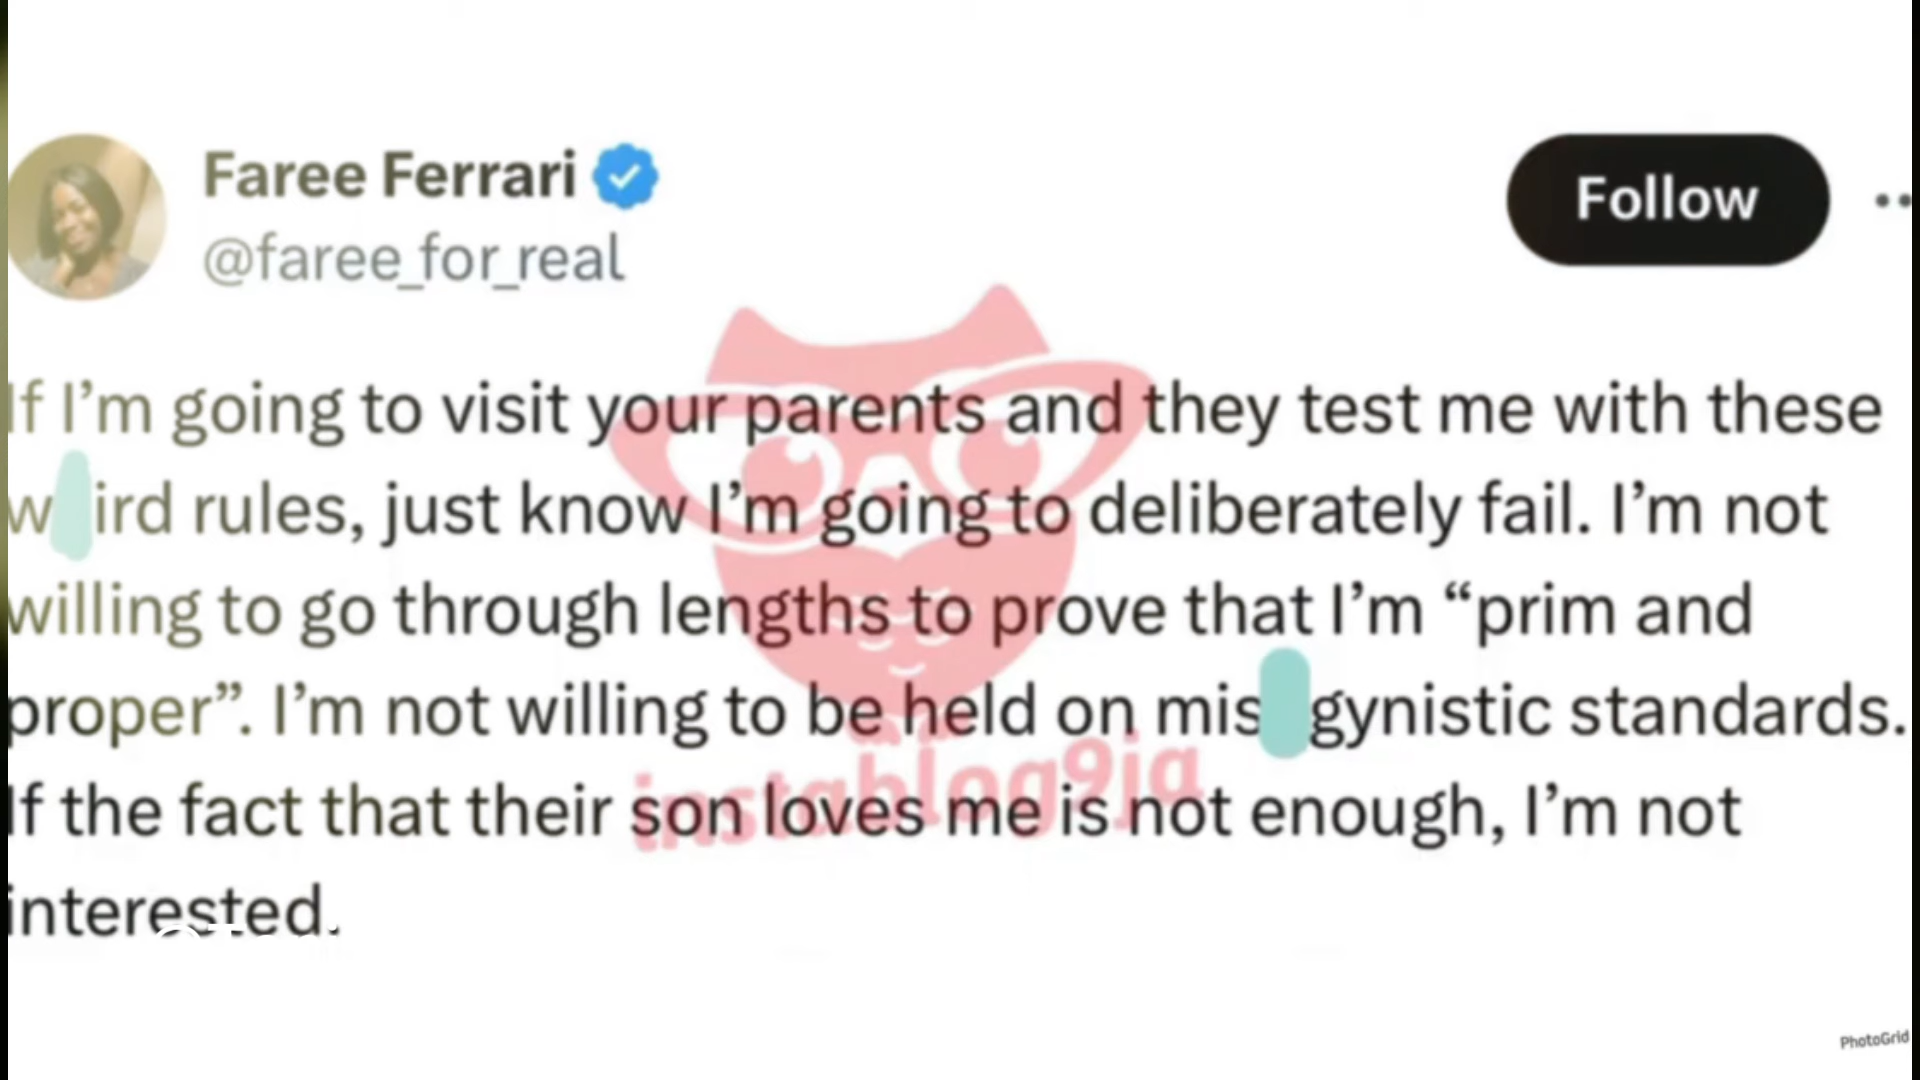 Faree Ferrari
@faree_for_real
Follow
If I'm going to visit your parents and they test me with these
w ird rules, just know I'm going to deliberately fail. I'm not
willing to go through lengths to prove that I'm “prim and
proper”. I'm not willing to be held on mis gynistic standards.
If the fact that their son loves me is not enough, I'm not
interested.
instablog9ja
PhotoGrid